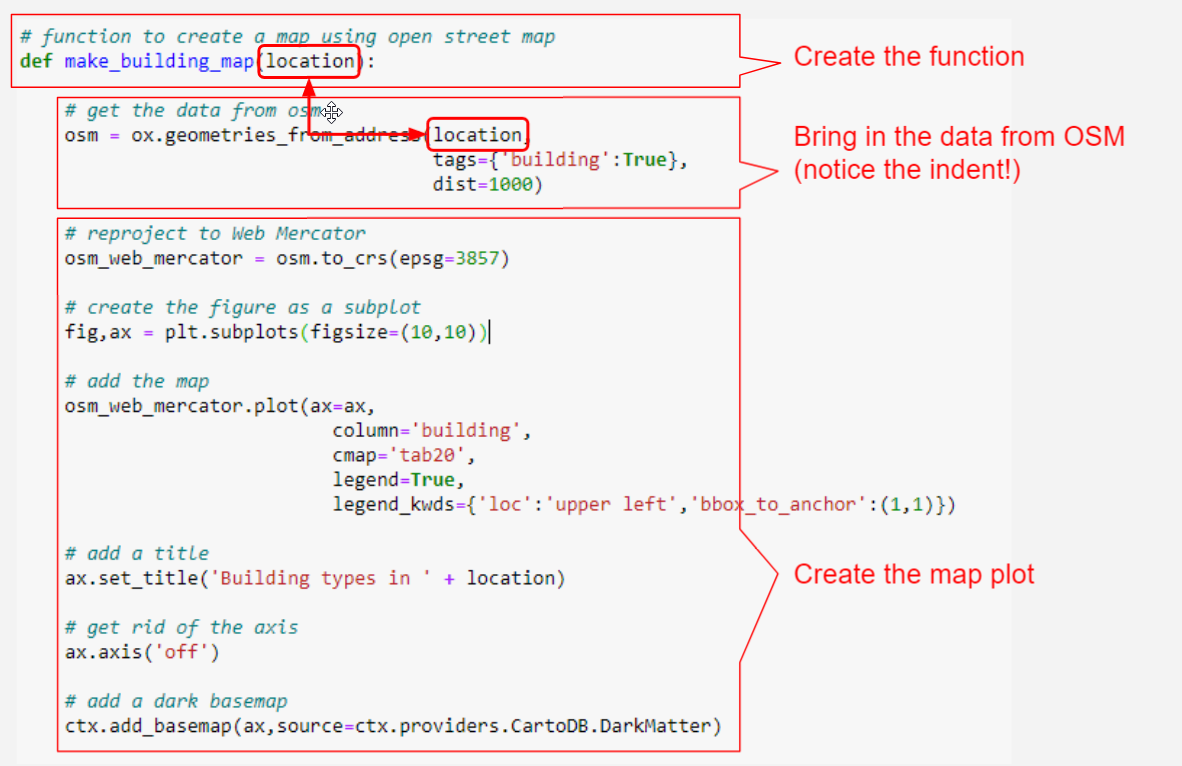 # function to create a map using open street map
def make_building_map(location):
Create the function
# get the data from osm
osm = ox.geometries_from_address(location,
tags={'building':True},
dist=1000)
Bring in the data from OSM
(notice the indent!)
# reproject to Web Mercator
osm_web_mercator = osm.to_crs(epsg=3857)
# create the figure as a subplot
fig,ax = plt.subplots(figsize=(10,10))
# add the map
osm_web_mercator.plot(ax=ax,
column='building',
cmap='tab20',
legend=True,
legend_kwds={'loc':'upper left','bbox_to_anchor':(1,1)})
# add a title
ax.set_title('Building types in ' + location)
Create the map plot
# get rid of the axis
ax.axis('off')
# add a dark basemap
ctx.add_basemap(ax,source=ctx.providers.CartoDB.DarkMatter)